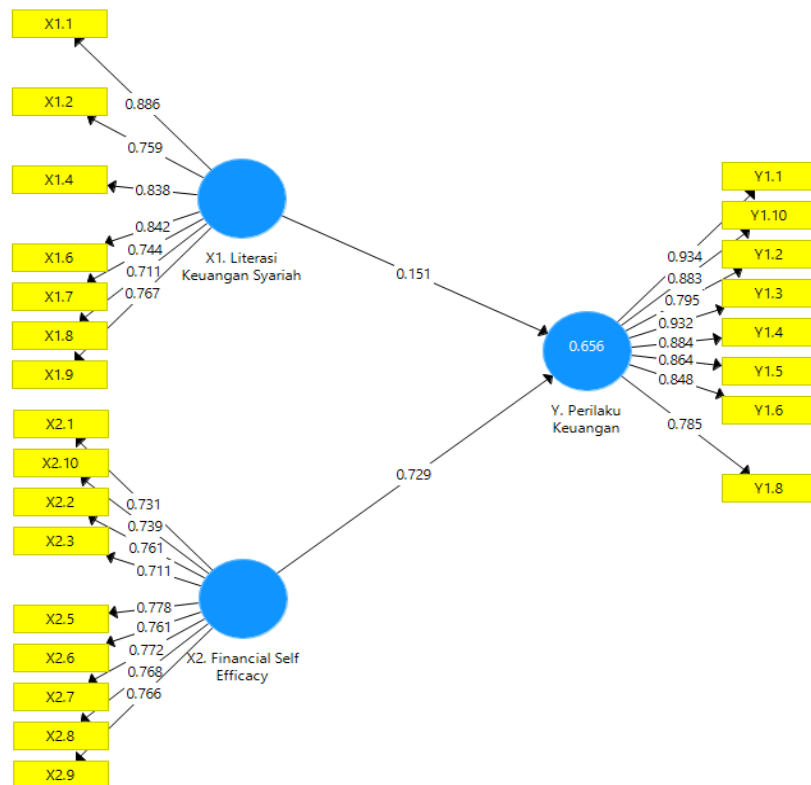 X1.1
0.886
X1.2
0.759
X1.4
0.838
X1.6
0.842
X1.7
0.744
X1.8
0.711
X1.9
0.767
X1. Literasi
Keuangan Syariah
0.151
X2.1
0.731
X2.10
0.739
X2.2
0.761
X2.3
0.711
X2.5
0.778
X2.6
0.761
X2.7
0.772
X2.8
0.768
X2.9
0.766
X2. Financial Self
Efficacy
0.729
0.656
Y. Perilaku
Keuangan
Y1.1
0.934
Y1.10
0.883
Y1.2
0.795
Y1.3
0.932
Y1.4
0.884
Y1.5
0.864
Y1.6
0.848
Y1.8
0.785